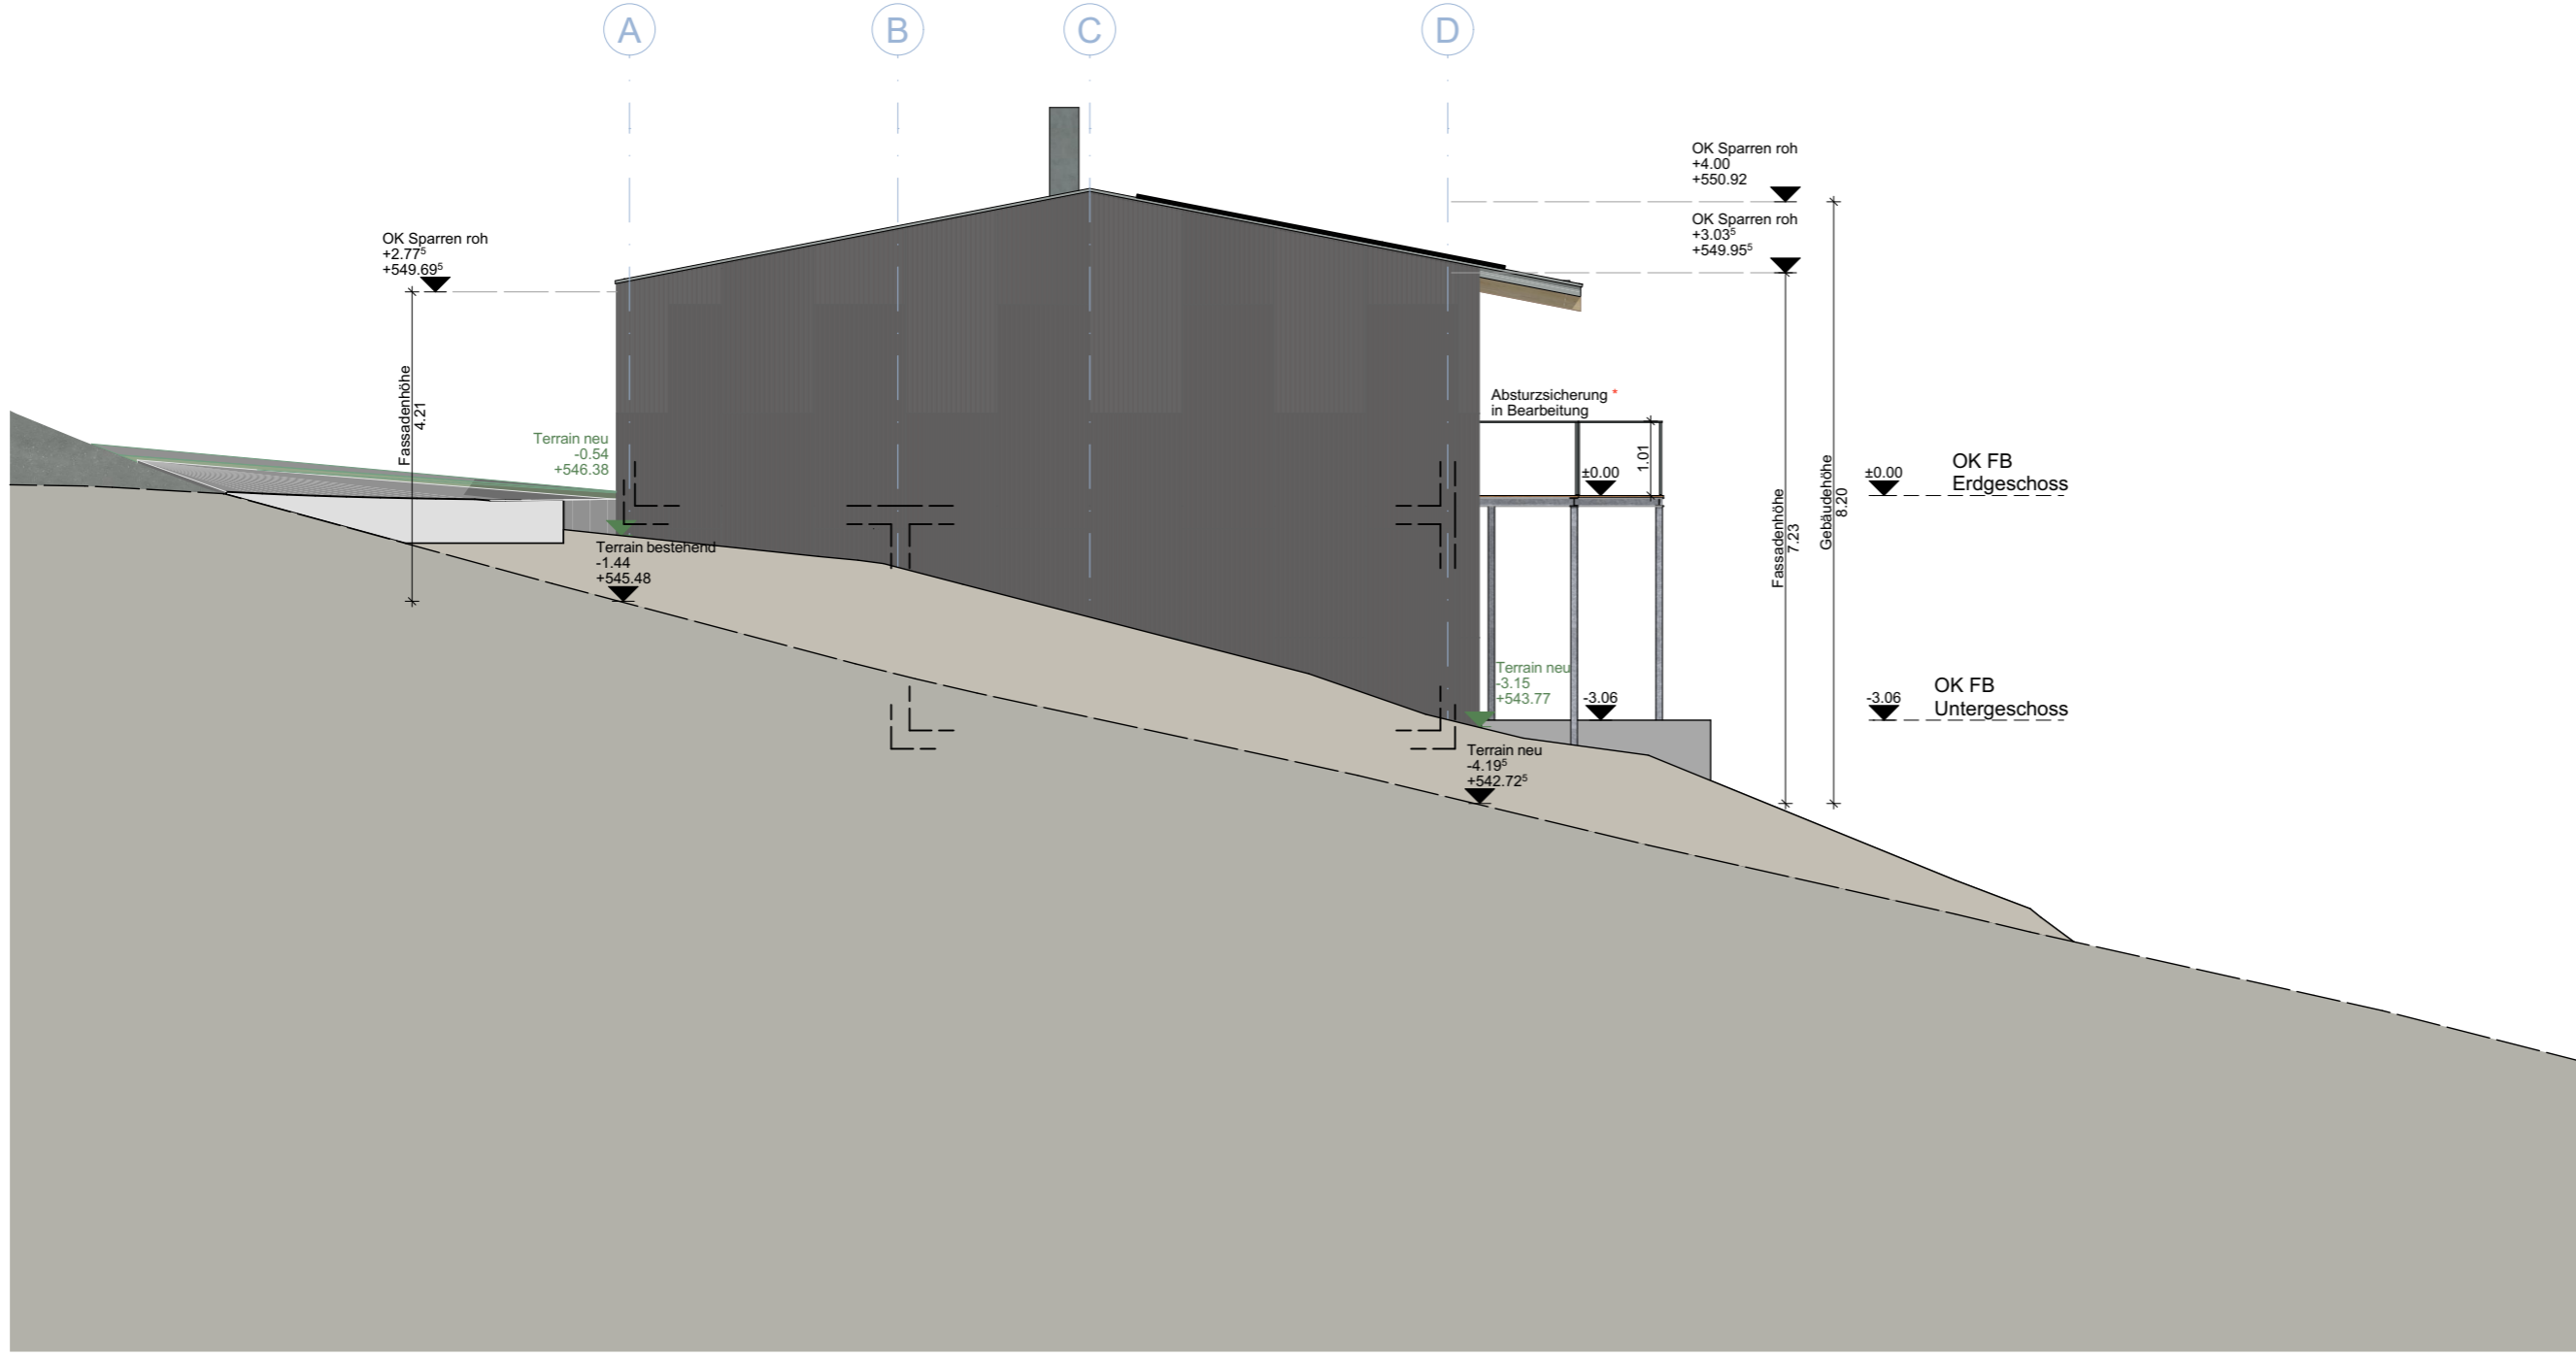 A
B
C
D
OK Sparren roh
+4.00
+550.92
OK Sparren roh
+3.03⁵
+549.95⁵
OK Sparren roh
+2.77⁵
+549.69⁵
Fassadenhöhe
4.21
Terrain neu
-0.54
+546.38
Terrain bestehend
-1.44
+545.48
Absturzsicherung *
in Bearbeitung
1.01
±0.00
Fassadenhöhe
7.23
Gebäudehöhe
8.20
±0.00
OK FB
Erdgeschoss
Terrain neu
-3.15
+543.77
-3.06
-3.06
OK FB
Untergeschoss
Terrain neu
-4.19⁵
+542.72⁵